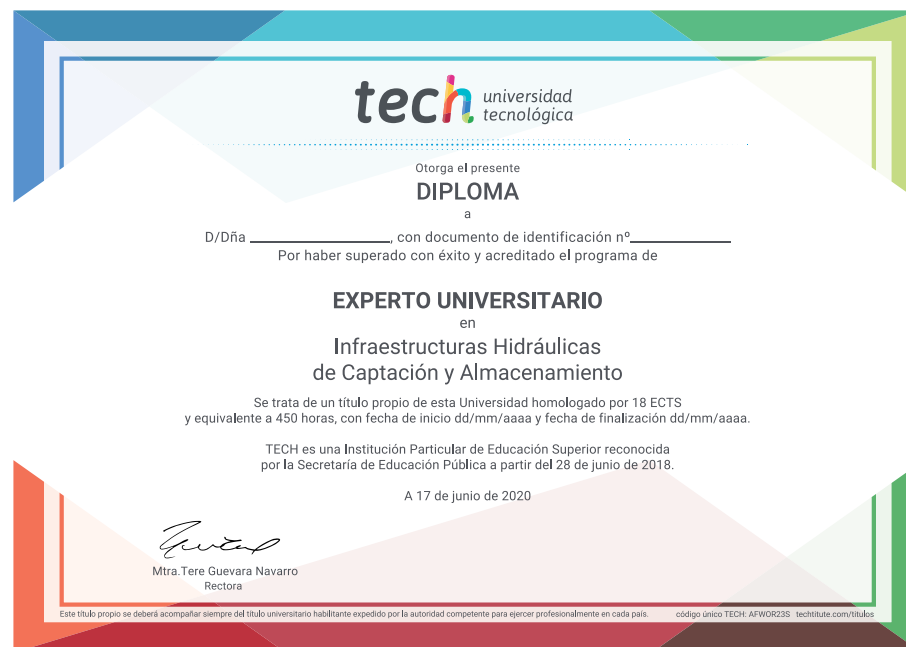 tech universidad
tecnológica
Otorga el presente
DIPLOMA
a
D/Dña ____________________, con documento de identificación nº______________
Por haber superado con éxito y acreditado el programa de
EXPERTO UNIVERSITARIO
en
Infraestructuras Hidráulicas
de Captación y Almacenamiento
Se trata de un título propio de esta Universidad homologado por 18 ECTS
y equivalente a 450 horas, con fecha de inicio dd/mm/aaaa y fecha de finalización dd/mm/aaaa.
TECH es una Institución Particular de Educación Superior reconocida
por la Secretaría de Educación Pública a partir del 28 de junio de 2018.
A 17 de junio de 2020
Mtra.Tere Guevara Navarro
Rectora
Este título propio se deberá acompañar siempre del título universitario habilitante expedido por la autoridad competente para ejercer profesionalmente en cada país. código único TECH: AFWOR23S techtitute.com/títulos